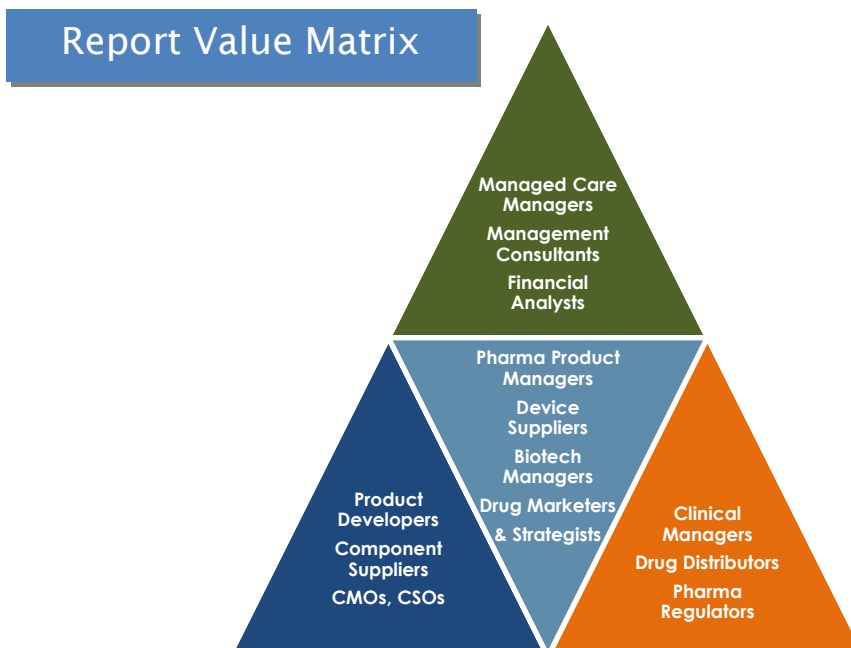 Report Value Matrix
Managed Care
Managers
Management
Consultants
Financial
Analysts
Pharma Product
Managers
Device
Suppliers
Biotech
Managers
Drug Marketers
& Strategists
Product
Developers
Component
Suppliers
CMOs, CSOs
Clinical
Managers
Drug Distributors
Pharma
Regulators